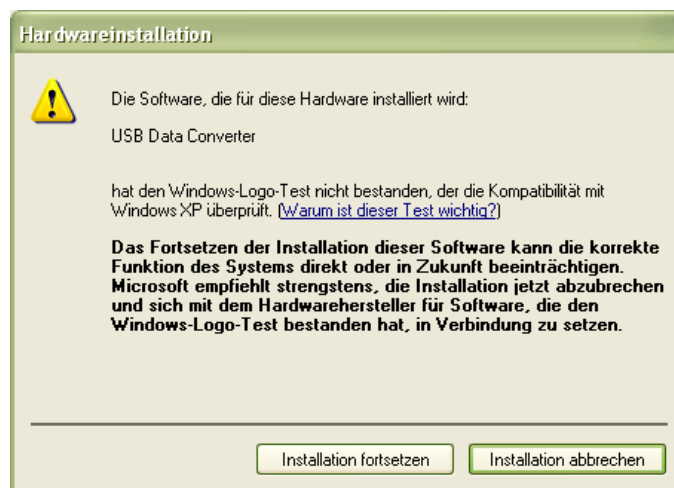 Hardwareinstallation
Die Software, die für diese Hardware installiert wird:
USB Data Converter
hat den Windows-Logo-Test nicht bestanden, der die Kompatibilität mit
Windows XP überprüft. (Warum ist dieser Test wichtig?)
Das Fortsetzen der Installation dieser Software kann die korrekte
Funktion des Systems direkt oder in Zukunft beeinträchtigen.
Microsoft empfiehlt strengstens, die Installation jetzt abzubrechen
und sich mit dem Hardwarehersteller für Software, die den
Windows-Logo-Test bestanden hat, in Verbindung zu setzen.
Installation fortsetzen
Installation abbrechen